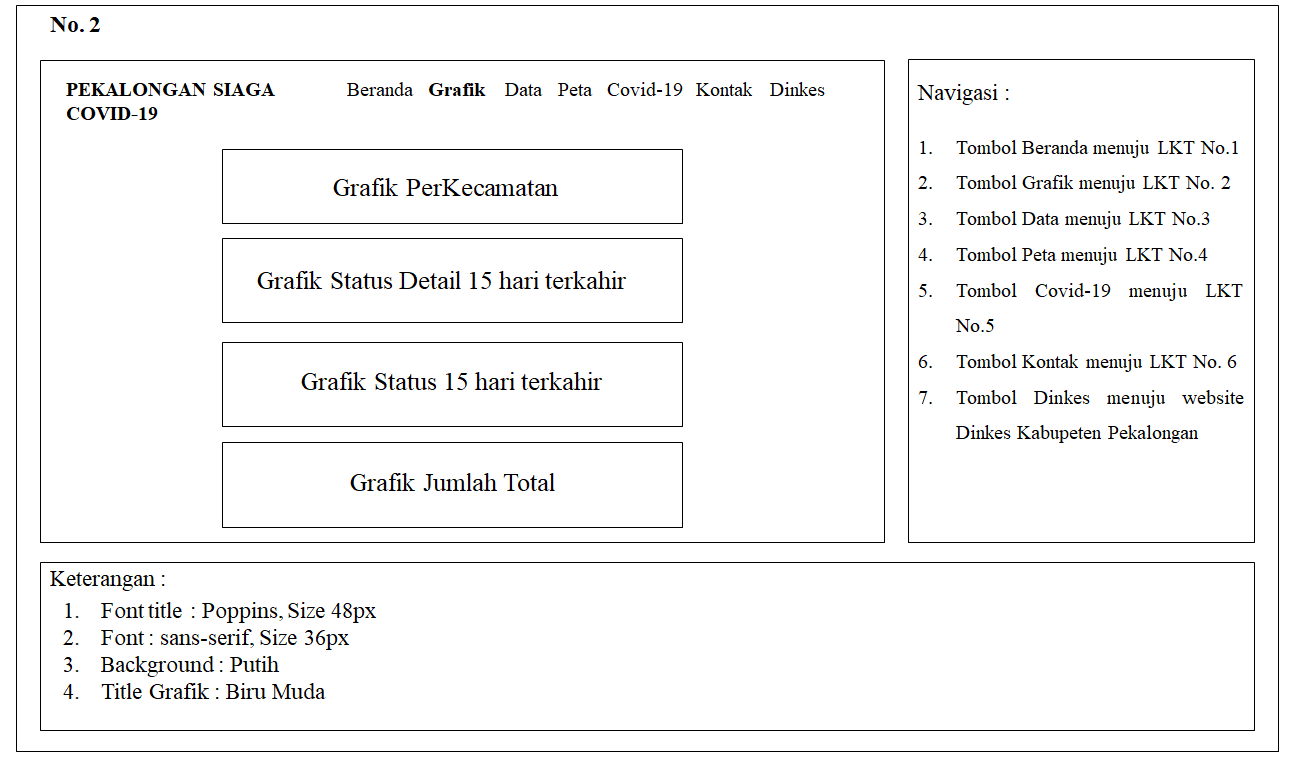 No. 2
PEKALONGAN SIAGA
COVID-19
Beranda Grafik Data Peta Covid-19 Kontak Dinkes
Grafik PerKecamatan
Grafik Status Detail 15 hari terkahir
Grafik Status 15 hari terkahir
Grafik Jumlah Total
Navigasi :
1. Tombol Beranda menuju LKT No.1
2. Tombol Grafik menuju LKT No. 2
3. Tombol Data menuju LKT No.3
4. Tombol Peta menuju LKT No.4
5. Tombol Covid-19 menuju LKT
No.5
6. Tombol Kontak menuju LKT No. 6
7. Tombol Dinkes menuju website
Dinkes Kabupeten Pekalongan
Keterangan :
1. Font title : Poppins, Size 48px
2. Font : sans-serif, Size 36px
3. Background : Putih
4. Title Grafik : Biru Muda